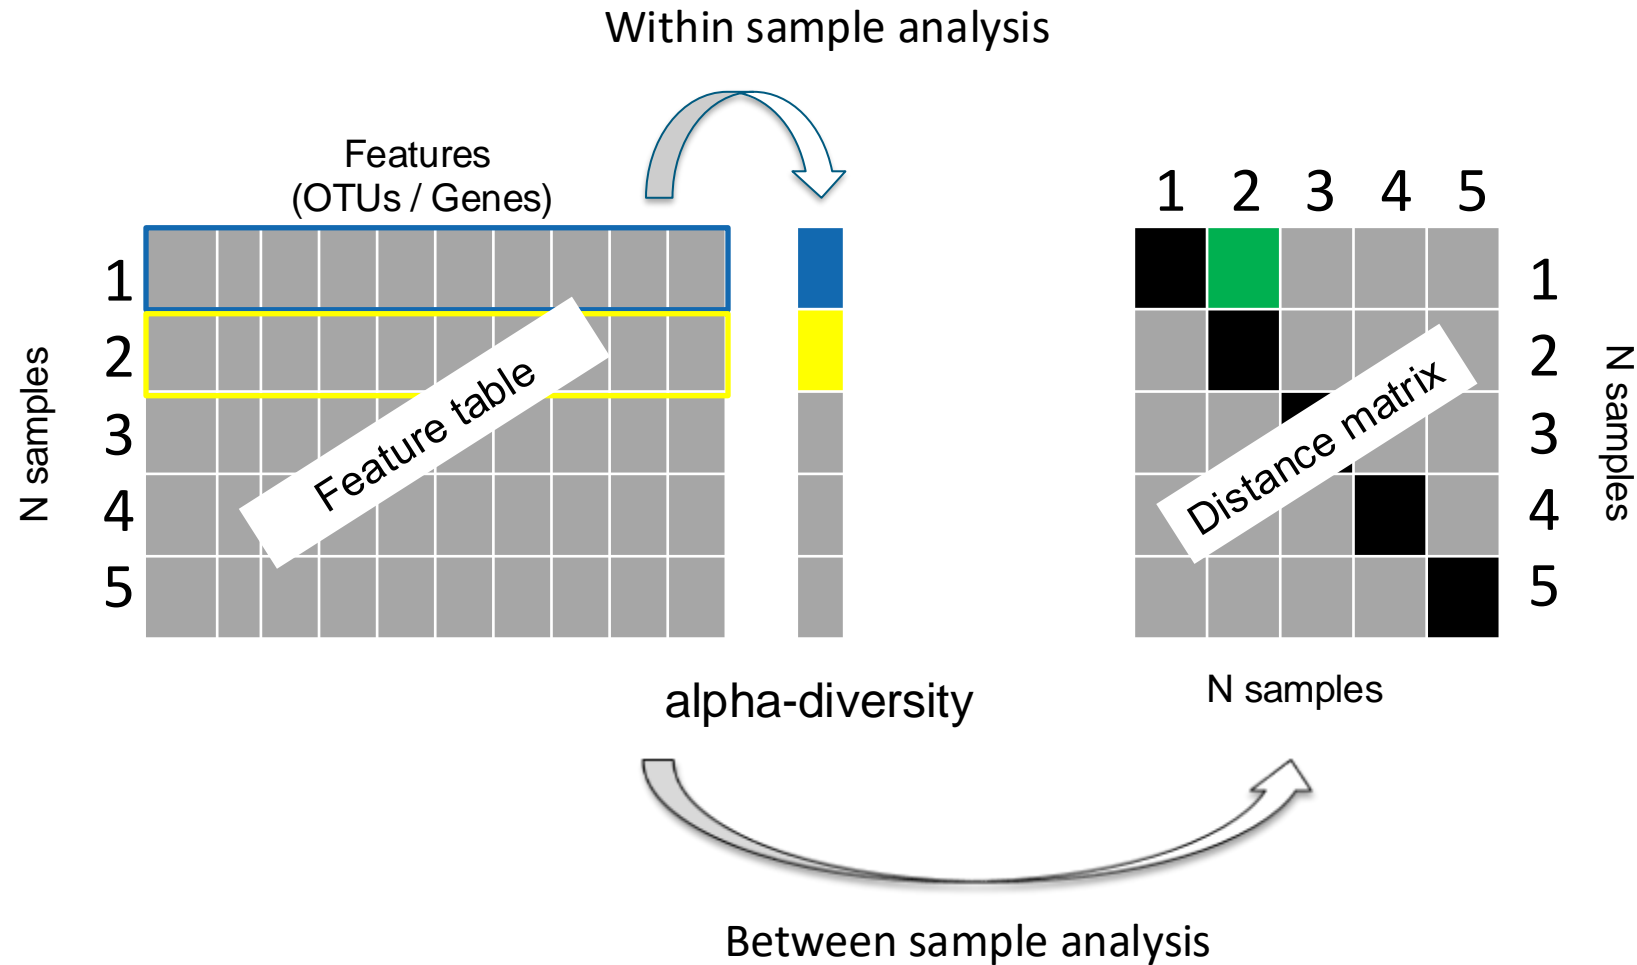 Within sample analysis
Features
(OTUs / Genes)
1
2
3
4
5
N samples
Feature table
alpha-diversity
1 2 3 4 5
1
2
3
4
5
N samples
Distance matrix
N samples
Between sample analysis